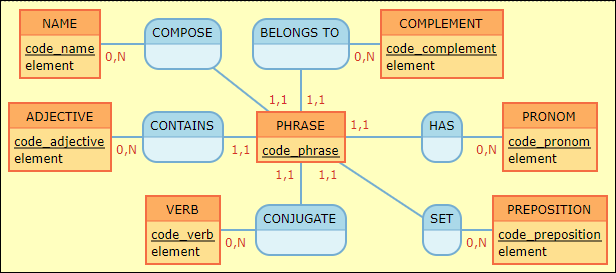 NAME
code_name
element
COMPOSE
0,N
BELONGS TO
COMPLEMENT
code_complement
element
0,N
1,1
1,1
ADJECTIVE
code_adjective
element
0,N
CONTAINS
1,1
PHRASE
code_phrase
1,1
HAS
0,N
PRONOM
code_pronom
element
1,1
1,1
VERB
code_verb
element
0,N
CONJUGATE
SET
0,N
PREPOSITION
code_preposition
element